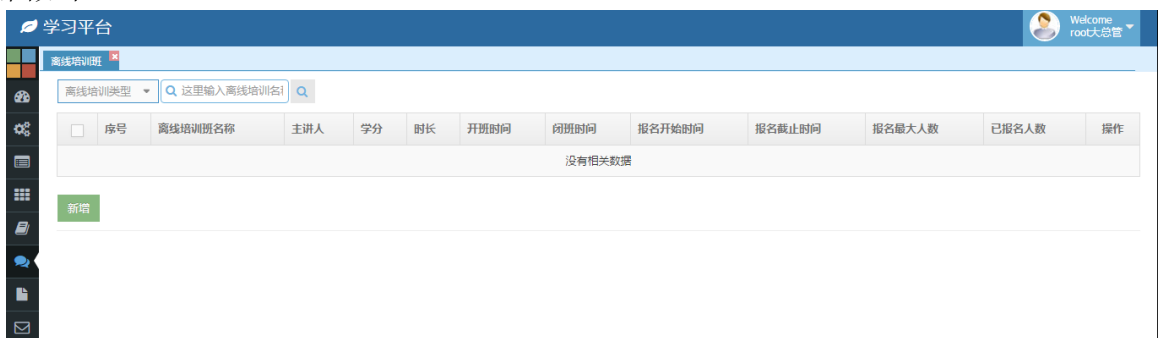 学习平台
Welcome
root大总管
离线培训班
离线培训类型 这里输入离线培训名
序号 离线培训班名称 主讲人 学分 时长 开班时间 闭班时间 报名开始时间 报名截止时间 报名最大人数 已报名人数 操作
没有相关数据
新增